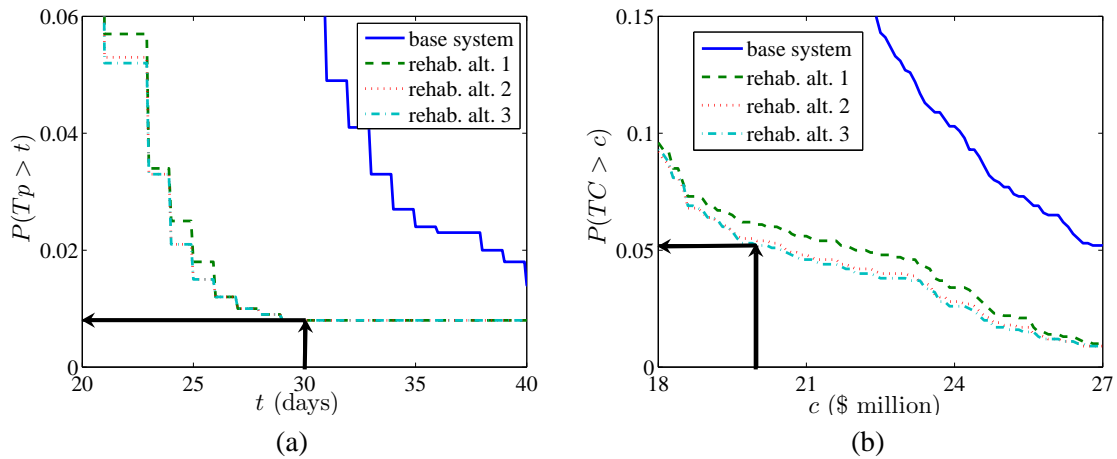 0.06
0.04
0.02
0
P(Tp > t)
base system
rehab. alt. 1
rehab. alt. 2
rehab. alt. 3
20 25 30 35 40
t (days)
(a)
0.15
0.1
0.05
0
P(TC > c)
base system
rehab. alt. 1
rehab. alt. 2
rehab. alt. 3
18 21 24 27
c ($ million)
(b)